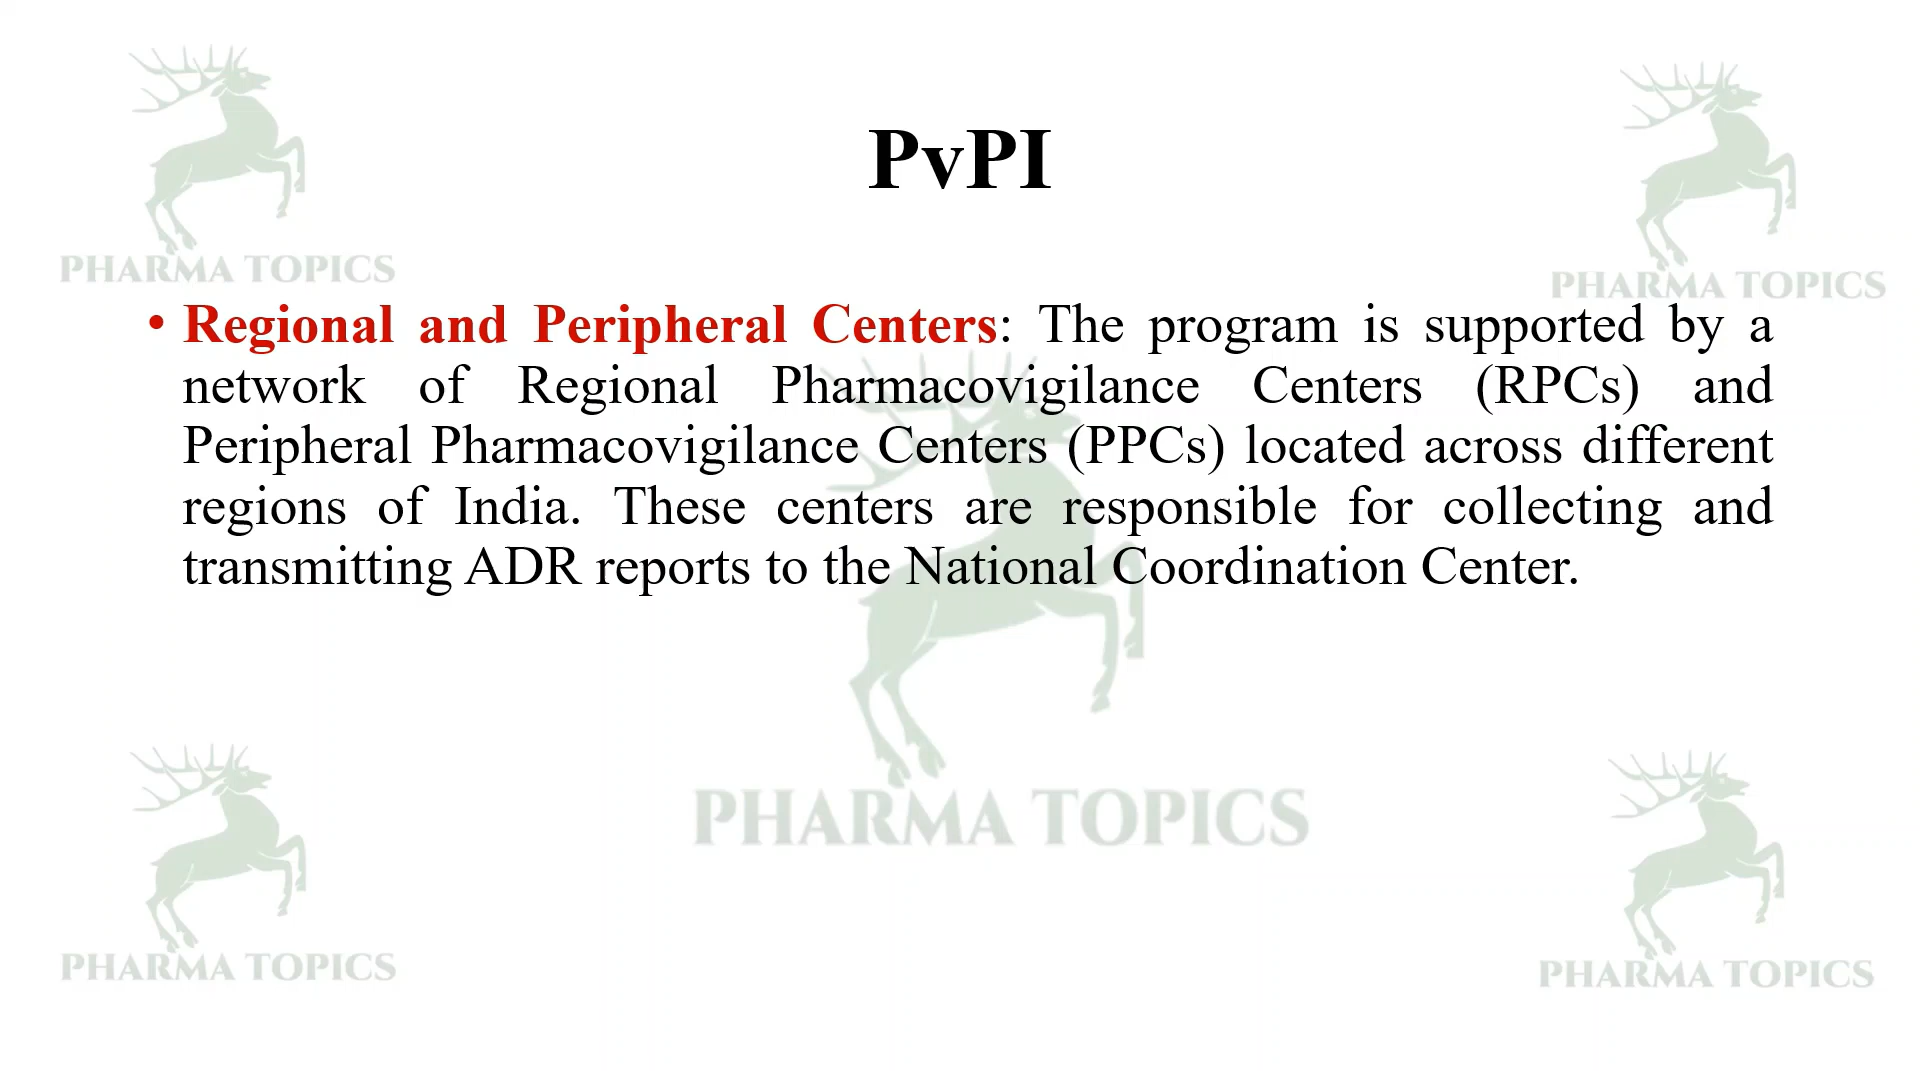 PvPI
PHARMA TOPICS
PHARMA TOPICS
• Regional and Peripheral Centers: The program is supported by a
network of Regional Pharmacovigilance Centers (RPCs) and
Peripheral Pharmacovigilance Centers (PPCs) located across different
regions of India. These centers are responsible for collecting and
transmitting ADR reports to the National Coordination Center.
PHARMA TOPICS
PHARMA TOPICS
PHARMA TOPICS